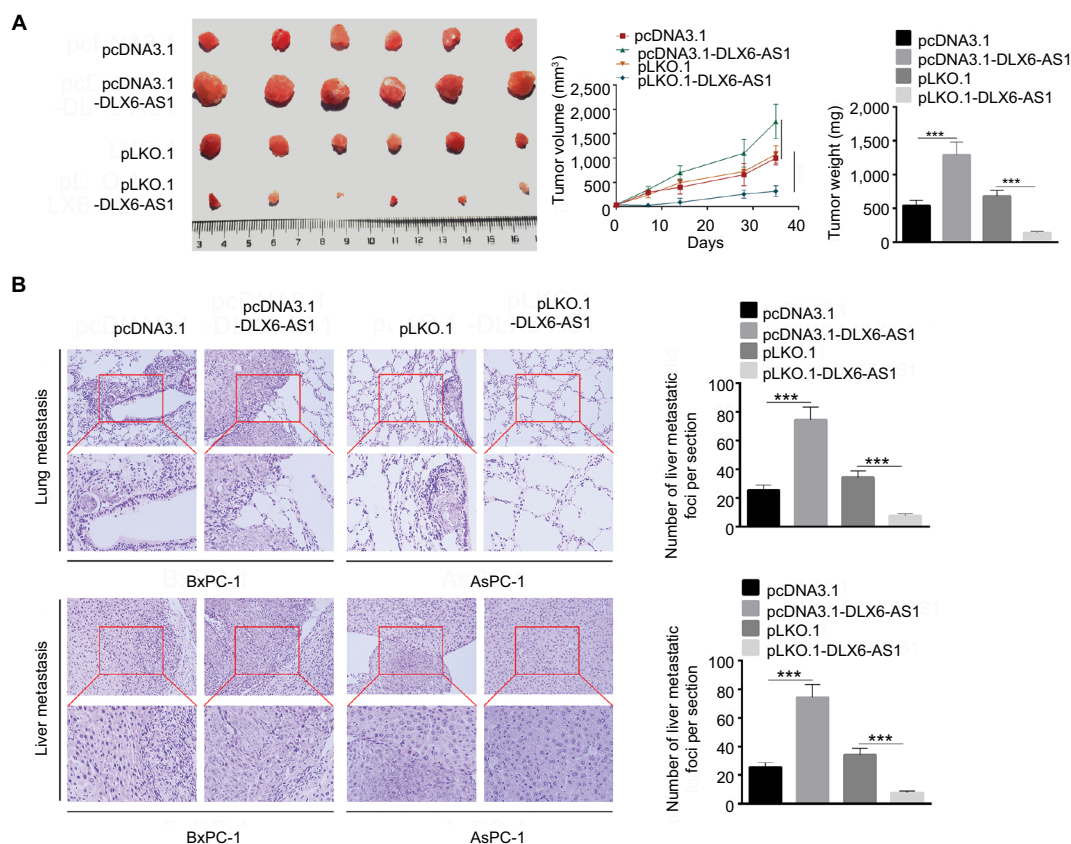 A
pcDNA3.1
pcDNA3.1
-DLX6-AS1
pLKO.1
pLKO.1
-DLX6-AS1
3 4 5 6 7 8 9 10 11 12 13 14 15 16
pcDNA3.1
pcDNA3.1-DLX6-AS1
pLKO.1
pLKO.1-DLX6-AS1
Tumor volume (mm³)
2,500
2,000
1,500
1,000
500
0
0 10 20 30 40
Days
pcDNA3.1
pcDNA3.1-DLX6-AS1
pLKO.1
pLKO.1-DLX6-AS1
Tumor weight (mg)
2,000
1,500
1,000
500
0
***
***
B
pcDNA3.1
pcDNA3.1
-DLX6-AS1
pLKO.1
pLKO.1
-DLX6-AS1
Lung metastasis
BxPC-1
AsPC-1
pcDNA3.1
pcDNA3.1-DLX6-AS1
pLKO.1
pLKO.1-DLX6-AS1
Number of liver metastatic
foci per section
100
80
60
40
20
0
***
***
Liver metastasis
BxPC-1
AsPC-1
pcDNA3.1
pcDNA3.1-DLX6-AS1
pLKO.1
pLKO.1-DLX6-AS1
Number of liver metastatic
foci per section
100
80
60
40
20
0
***
***